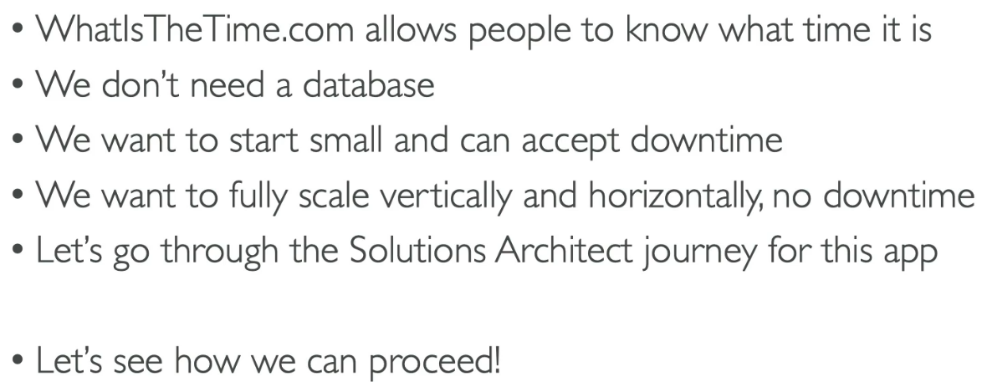 • WhatIsTheTime.com allows people to know what time it is
• We don't need a database
• We want to start small and can accept downtime
• We want to fully scale vertically and horizontally, no downtime
• Let's go through the Solutions Architect journey for this app
• Let's see how we can proceed!